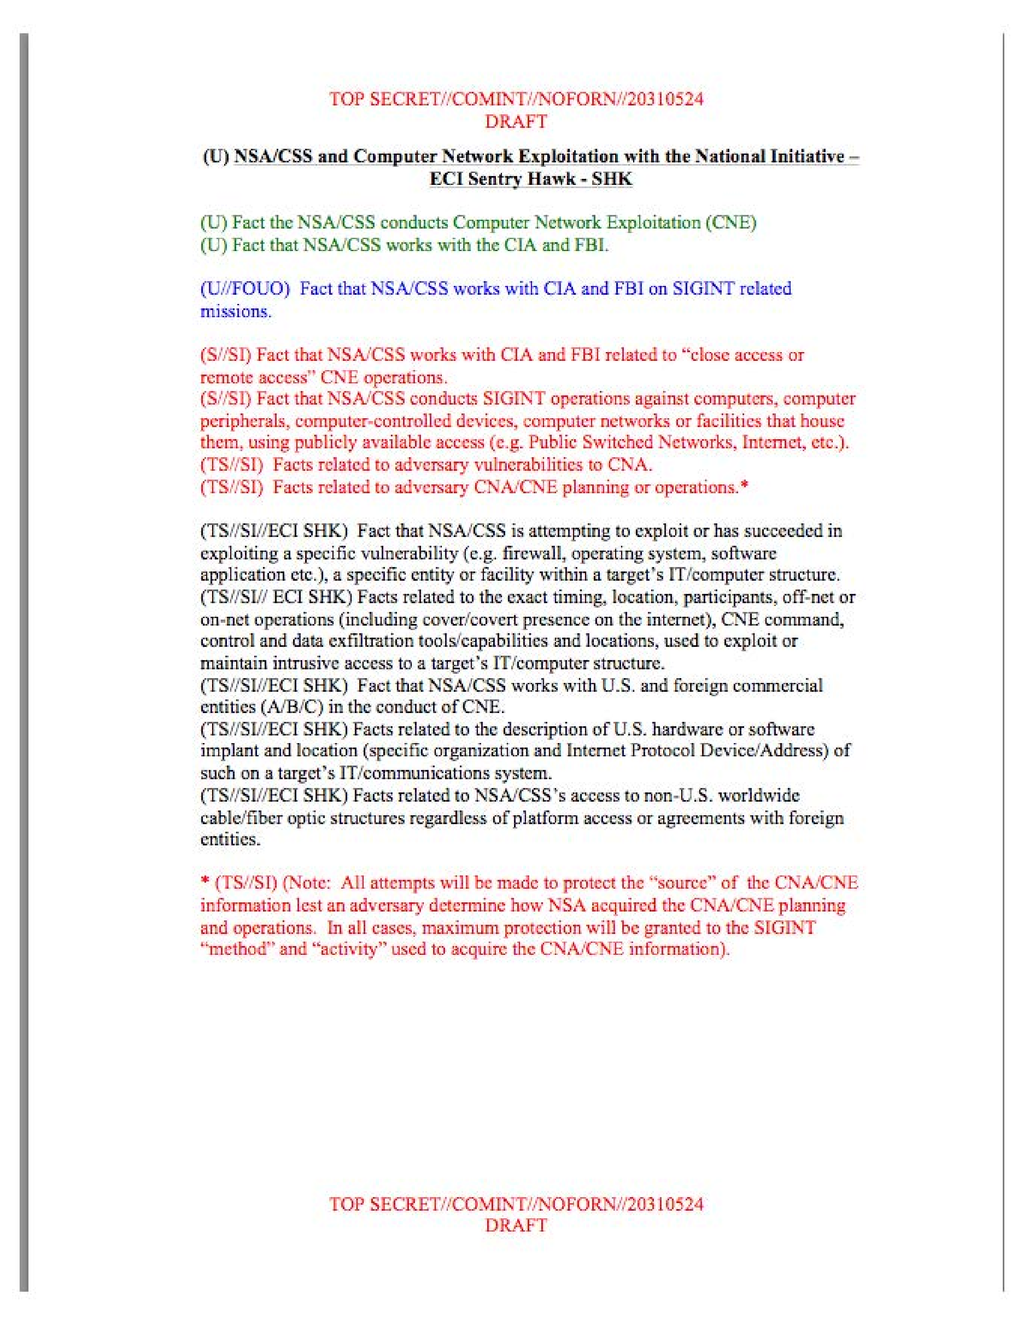 TOP SECRET//COMINT//NOFORN//20310524
DRAFT
(U) NSA/CSS and Computer Network Exploitation with the National Initiative –
ECI Sentry Hawk - SHK
(U) Fact the NSA/CSS conducts Computer Network Exploitation (CNE)
(U) Fact that NSA/CSS works with the CIA and FBI.
(U//FOUO)  Fact that NSA/CSS works with CIA and FBI on SIGINT related
missions.
(S//SI) Fact that NSA/CSS works with CIA and FBI related to “close access or
remote access” CNE operations.
(S//SI) Fact that NSA/CSS conducts SIGINT operations against computers, computer
peripherals, computer-controlled devices, computer networks or facilities that house
them, using publicly available access (e.g. Public Switched Networks, Internet, etc.).
(TS//SI)  Facts related to adversary vulnerabilities to CNA.
(TS//SI)  Facts related to adversary CNA/CNE planning or operations.*
(TS//SI//ECI SHK)  Fact that NSA/CSS is attempting to exploit or has succeeded in
exploiting a specific vulnerability (e.g. firewall, operating system, software
application etc.), a specific entity or facility within a target’s IT/computer structure.
(TS//SI// ECI SHK) Facts related to the exact timing, location, participants, off-net or
on-net operations (including cover/covert presence on the internet), CNE command,
control and data exfiltration tools/capabilities and locations, used to exploit or
maintain intrusive access to a target’s IT/computer structure.
(TS//SI//ECI SHK)  Fact that NSA/CSS works with U.S. and foreign commercial
entities (A/B/C) in the conduct of CNE.
(TS//SI//ECI SHK) Facts related to the description of U.S. hardware or software
implant and location (specific organization and Internet Protocol Device/Address) of
such on a target’s IT/communications system.
(TS//SI//ECI SHK) Facts related to NSA/CSS’s access to non-U.S. worldwide
cable/fiber optic structures regardless of platform access or agreements with foreign
entities.
* (TS//SI) (Note:  All attempts will be made to protect the “source” of  the CNA/CNE
information lest an adversary determine how NSA acquired the CNA/CNE planning
and operations.  In all cases, maximum protection will be granted to the SIGINT
“method” and “activity” used to acquire the CNA/CNE information).
TOP SECRET//COMINT//NOFORN//20310524
DRAFT